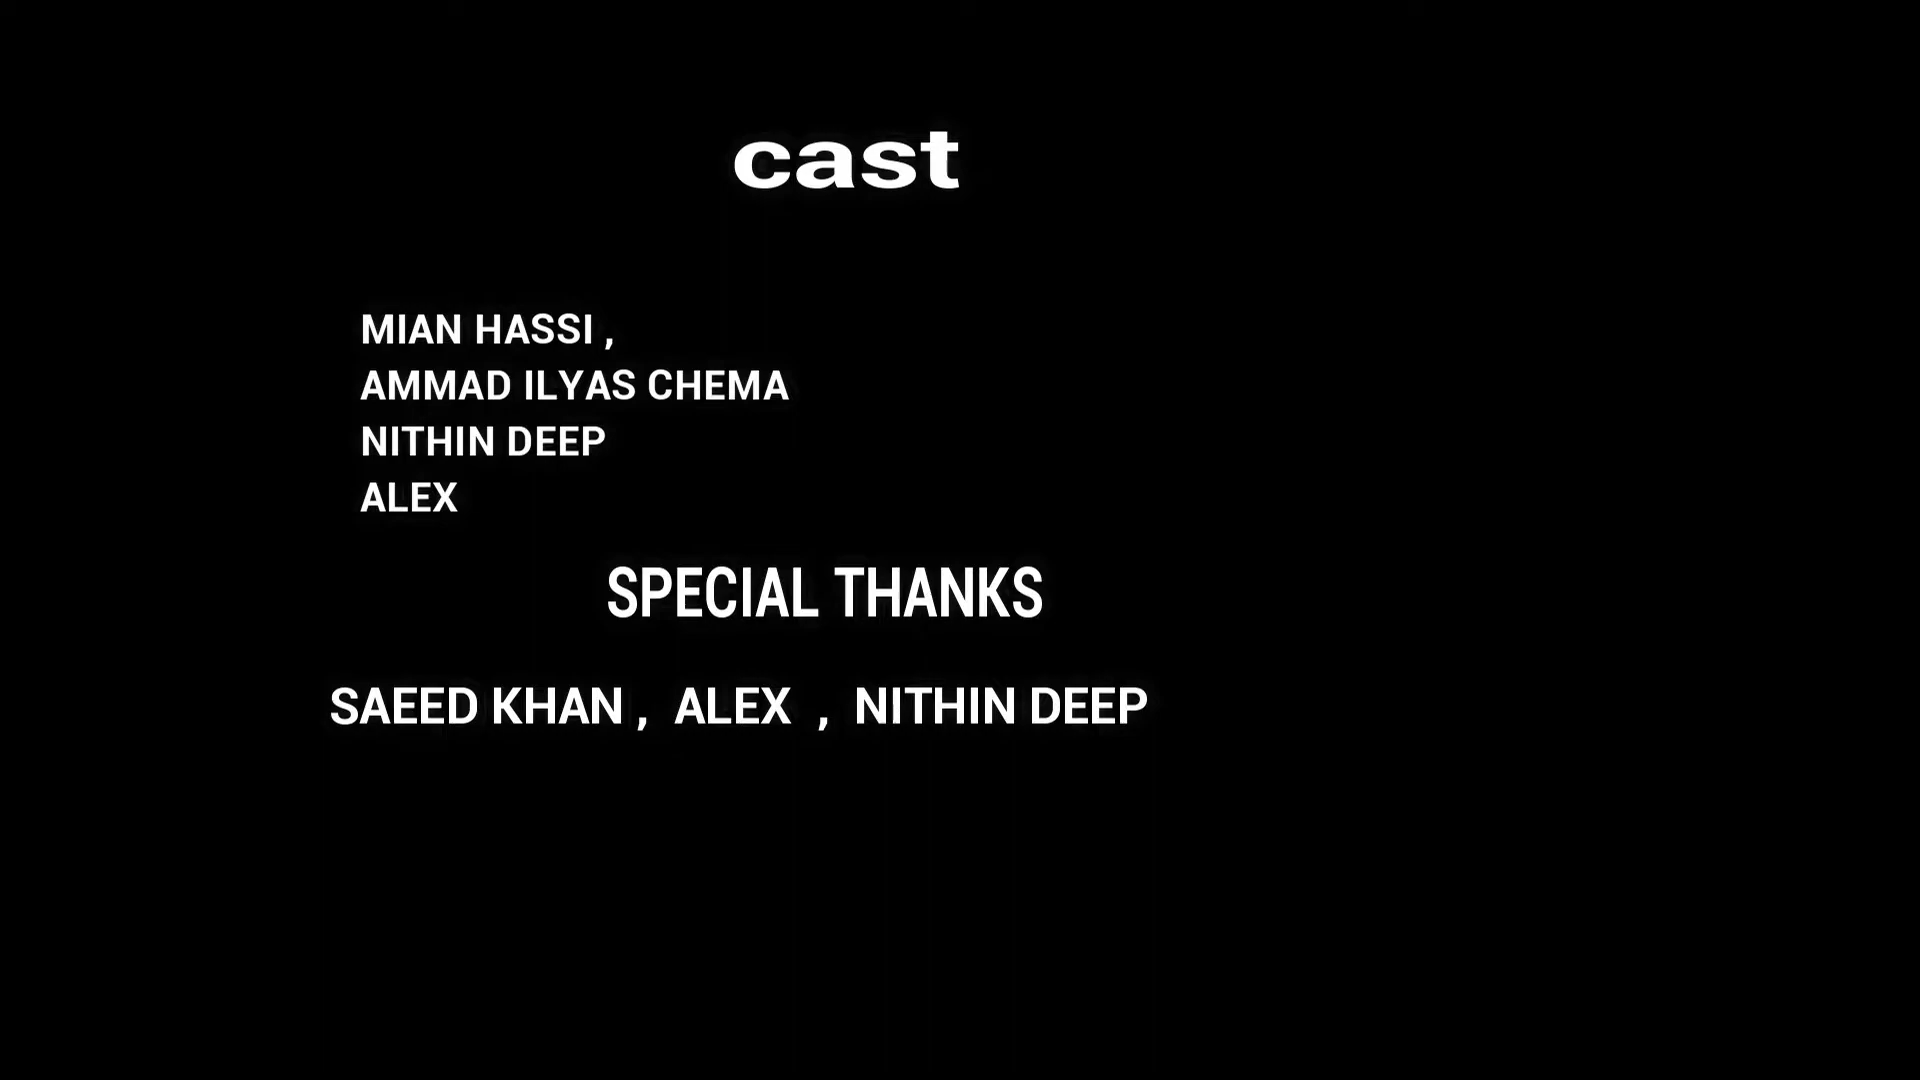 cast
MIAN HASSI ,
AMMAD ILYAS CHEMA
NITHIN DEEP
ALEX
SPECIAL THANKS
SAEED KHAN , ALEX , NITHIN DEEP